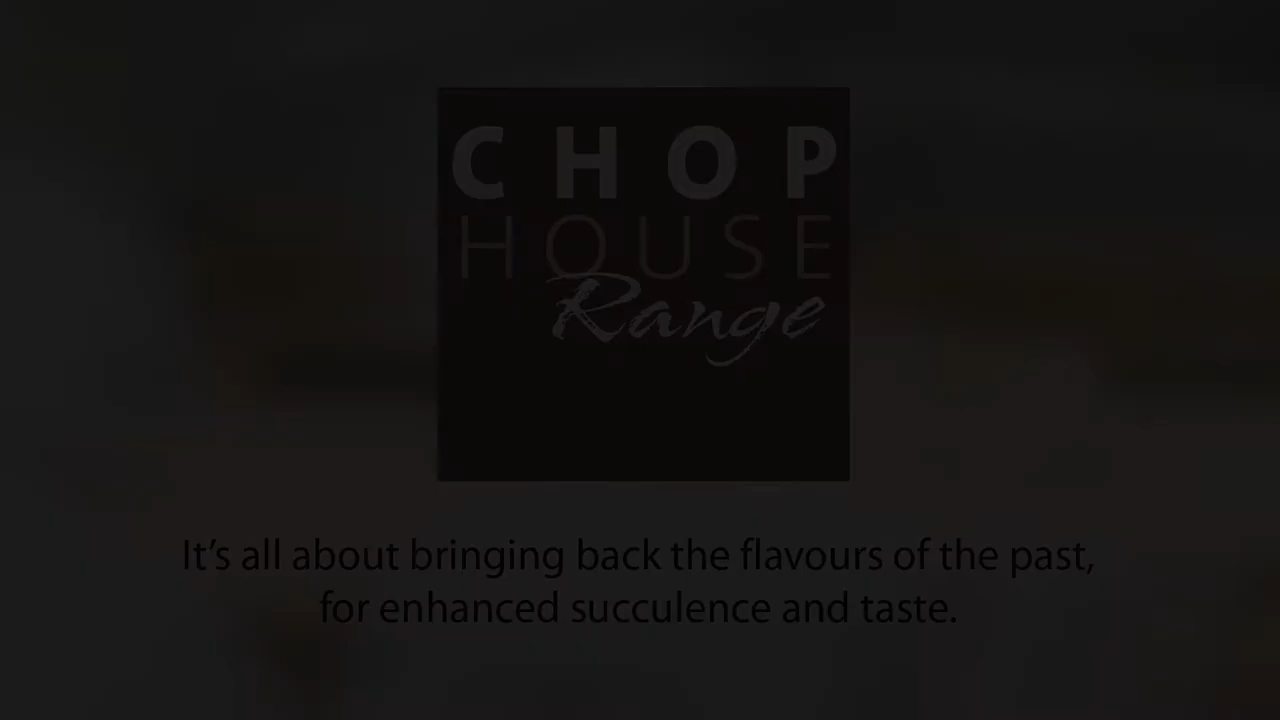 CHOP
HOUSE
Range
It's all about bringing back the flavours of the past,
for enhanced succulence and taste.